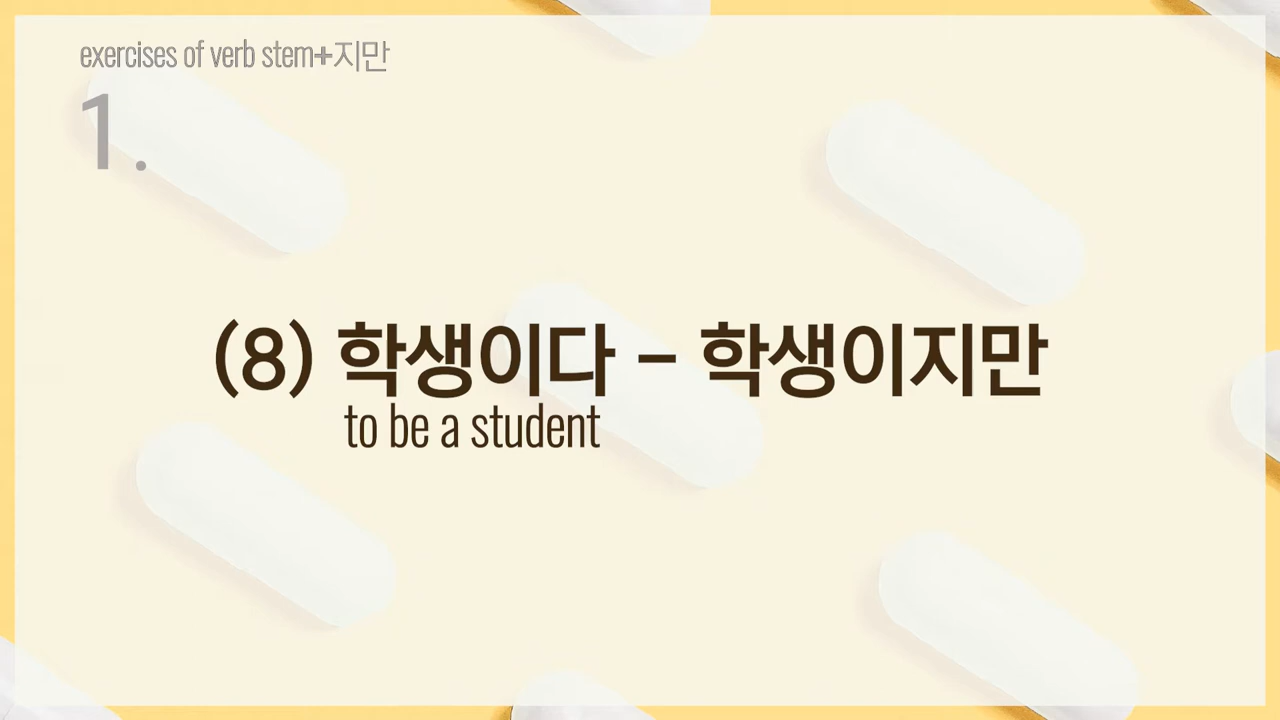 exercises of verb stem+지만
1.
(8) 학생이다 – 학생이지만
to be a student